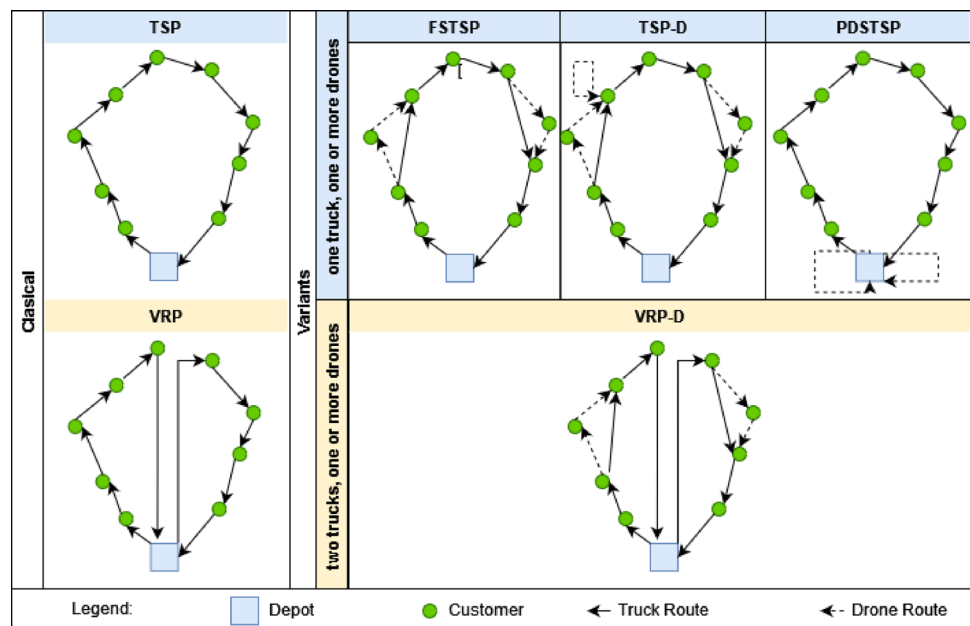 TSP
FSTSP
TSP-D
PDSTSP
Clasical
Variants
one truck, one or more drones
VRP
VRP-D
two trucks, one or more drones
Legend:
Depot
Customer
Truck Route
Drone Route